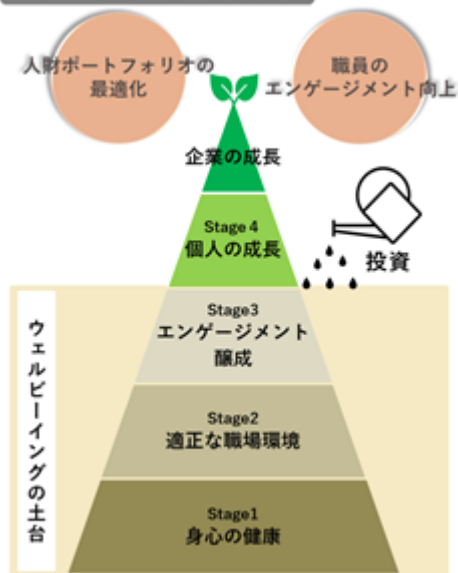 人財ポートフォリオの
最適化
職員の
エンゲージメント向上
企業の成長
Stage 4
個人の成長
投資
Stage3
エンゲージメント
醸成
ウェルビーイングの土台
Stage2
適正な職場環境
Stage1
身心の健康